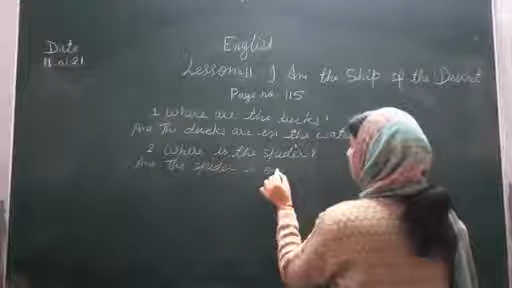 English
Date
11.01.21
Lesson: 11 I Am the Ship of the Desert
Page no. 115
1 Where are the ducks?
Ans The ducks are in the wate
2 Where is the spider?
Ans The spider